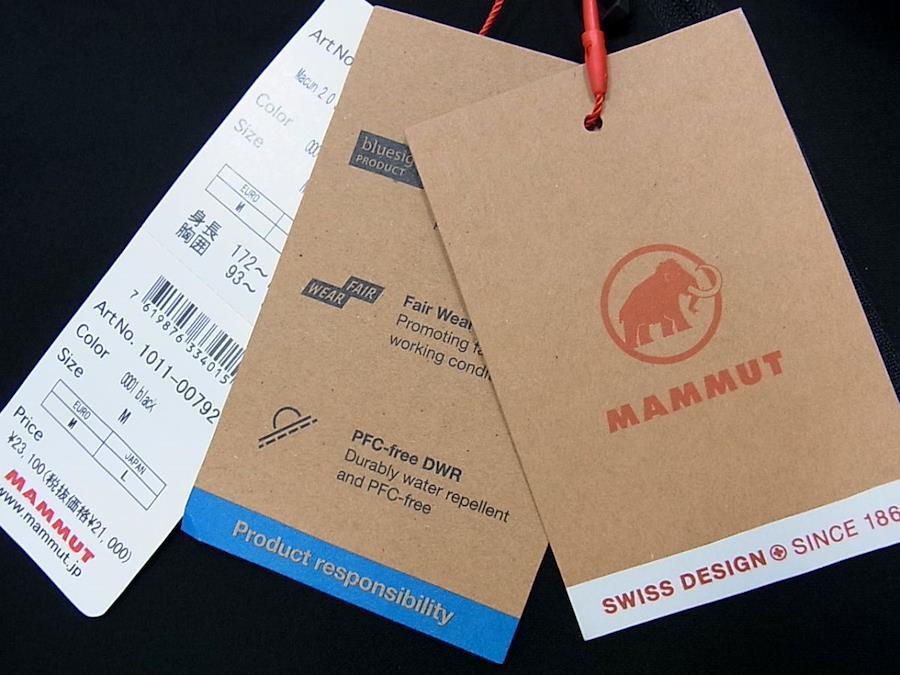 Art No
Macun 2.0
Color
Size
EURO
M
身長
胸囲
172~
93~
7 619876 334015
Art No. 1011-00792
Color
0001 black
Size
M
EURO
JAPAN
M
L
Price
¥23,100(税抜価格¥21,000)
MAMMUT
www.mammut.jp
bluesig
PRODUCT
FAIR
WEAR
Fair Wear
Promoting fa
working condi
PFC-free DWR
Durably water repellent
and PFC-free
Product responsibility
MAMMUT
SWISS DESIGN SINCE 186